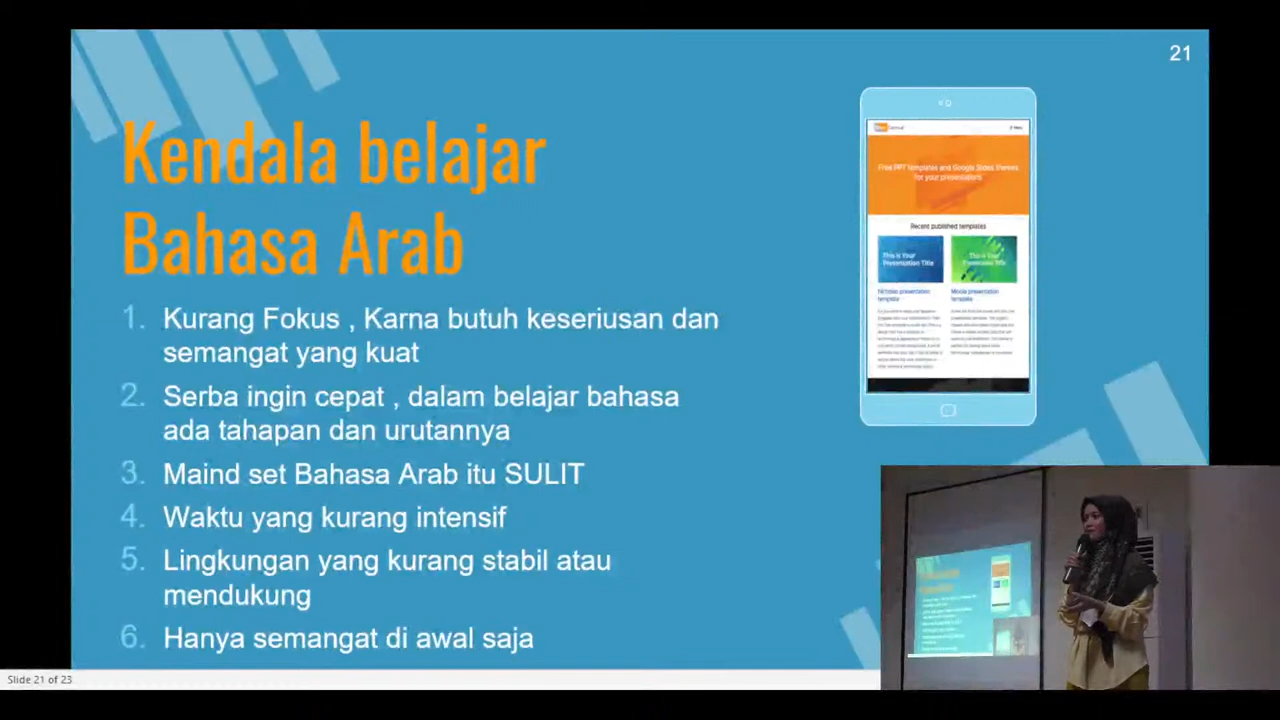 21
Kendala belajar
Bahasa Arab
1. Kurang Fokus , Karna butuh keseriusan dan
semangat yang kuat
2. Serba ingin cepat , dalam belajar bahasa
ada tahapan dan urutannya
3. Maind set Bahasa Arab itu SULIT
4. Waktu yang kurang intensif
5. Lingkungan yang kurang stabil atau
mendukung
6. Hanya semangat di awal saja
Free PPT templates and Google Slides themes
for your presentations
Recent published templates
This is Your
Presentation Title
This is Your
Presentation Title
presentation
template
presentation
template
Slide 21 of 23